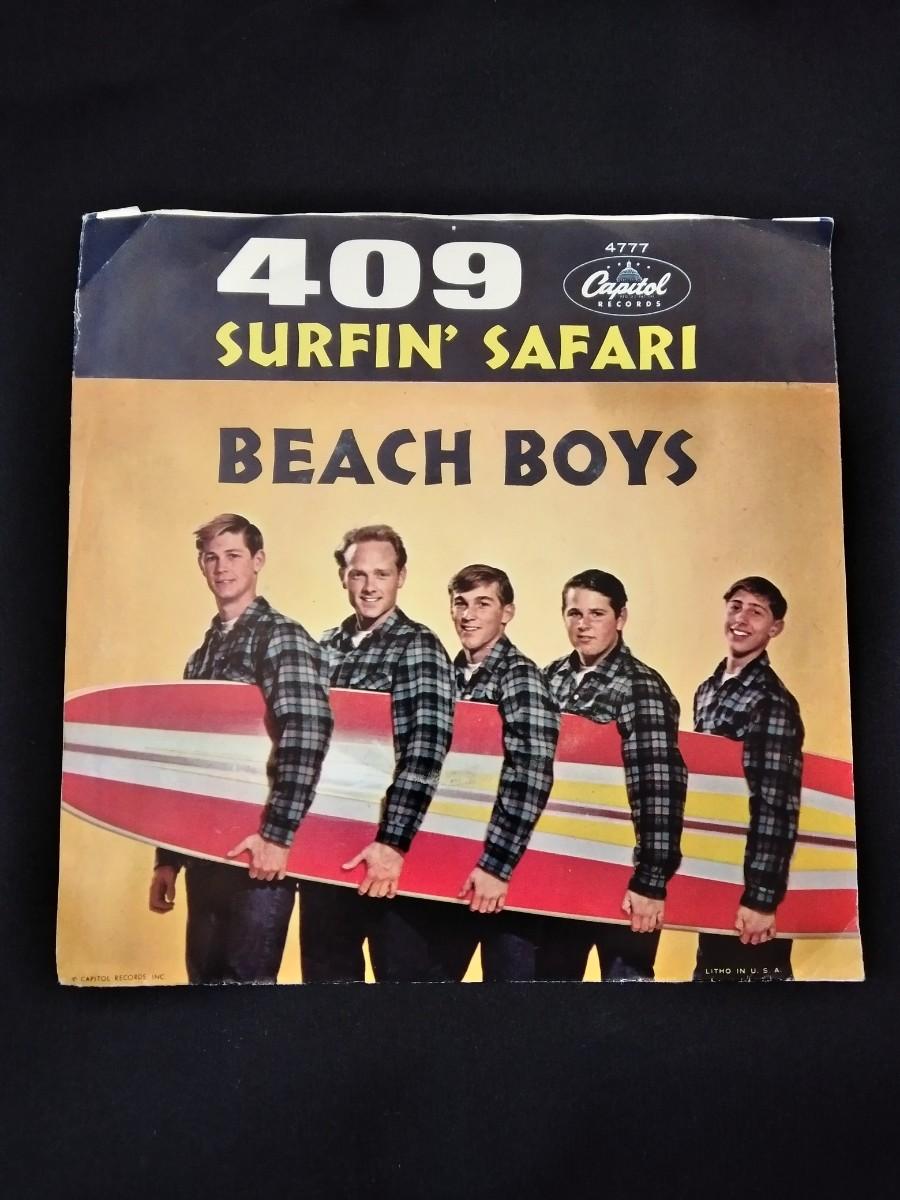 409
4777
Capitol
RECORDS
SURFIN' SAFARI
BEACH BOYS
© CAPITOL RECORDS, INC.
LITHO IN U.S.A.